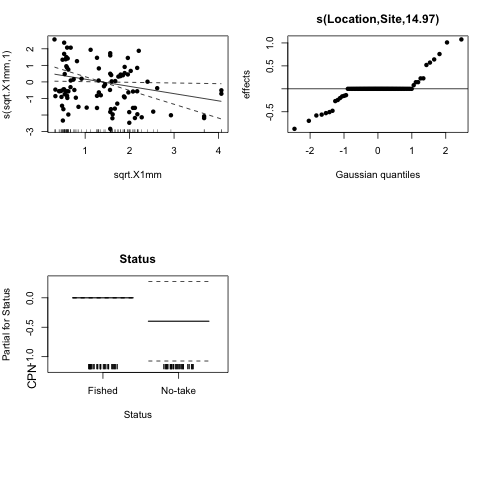 s(sqrt.X1mm,1)
2
1
0
-1
-3
1
2
3
4
sqrt.X1mm
s(Location,Site,14.97)
effects
1.0
0.5
-0.5
-2
-1
0
1
2
Gaussian quantiles
Status
Partial for Status
CPN
0.0
-0.5
-1.0
Fished
No-take
Status